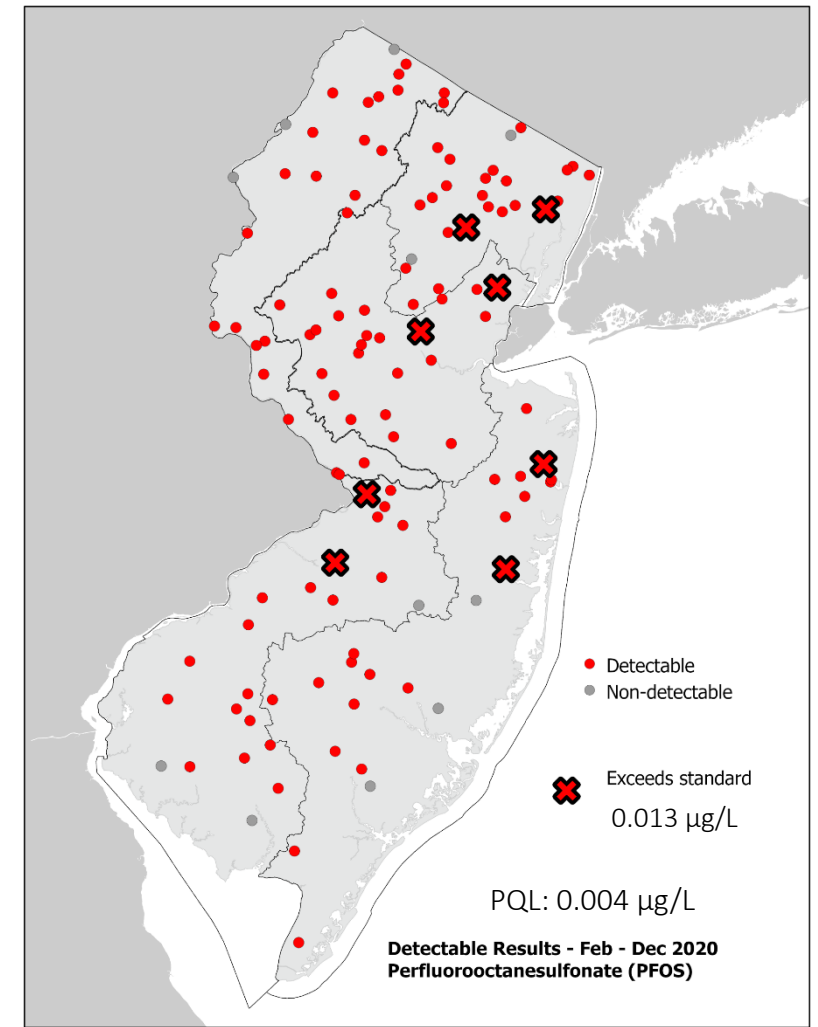 Detectable
Non-detectable
Exceeds standard
0.013 µg/L
PQL: 0.004 µg/L
Detectable Results - Feb - Dec 2020
Perfluorooctanesulfonate (PFOS)